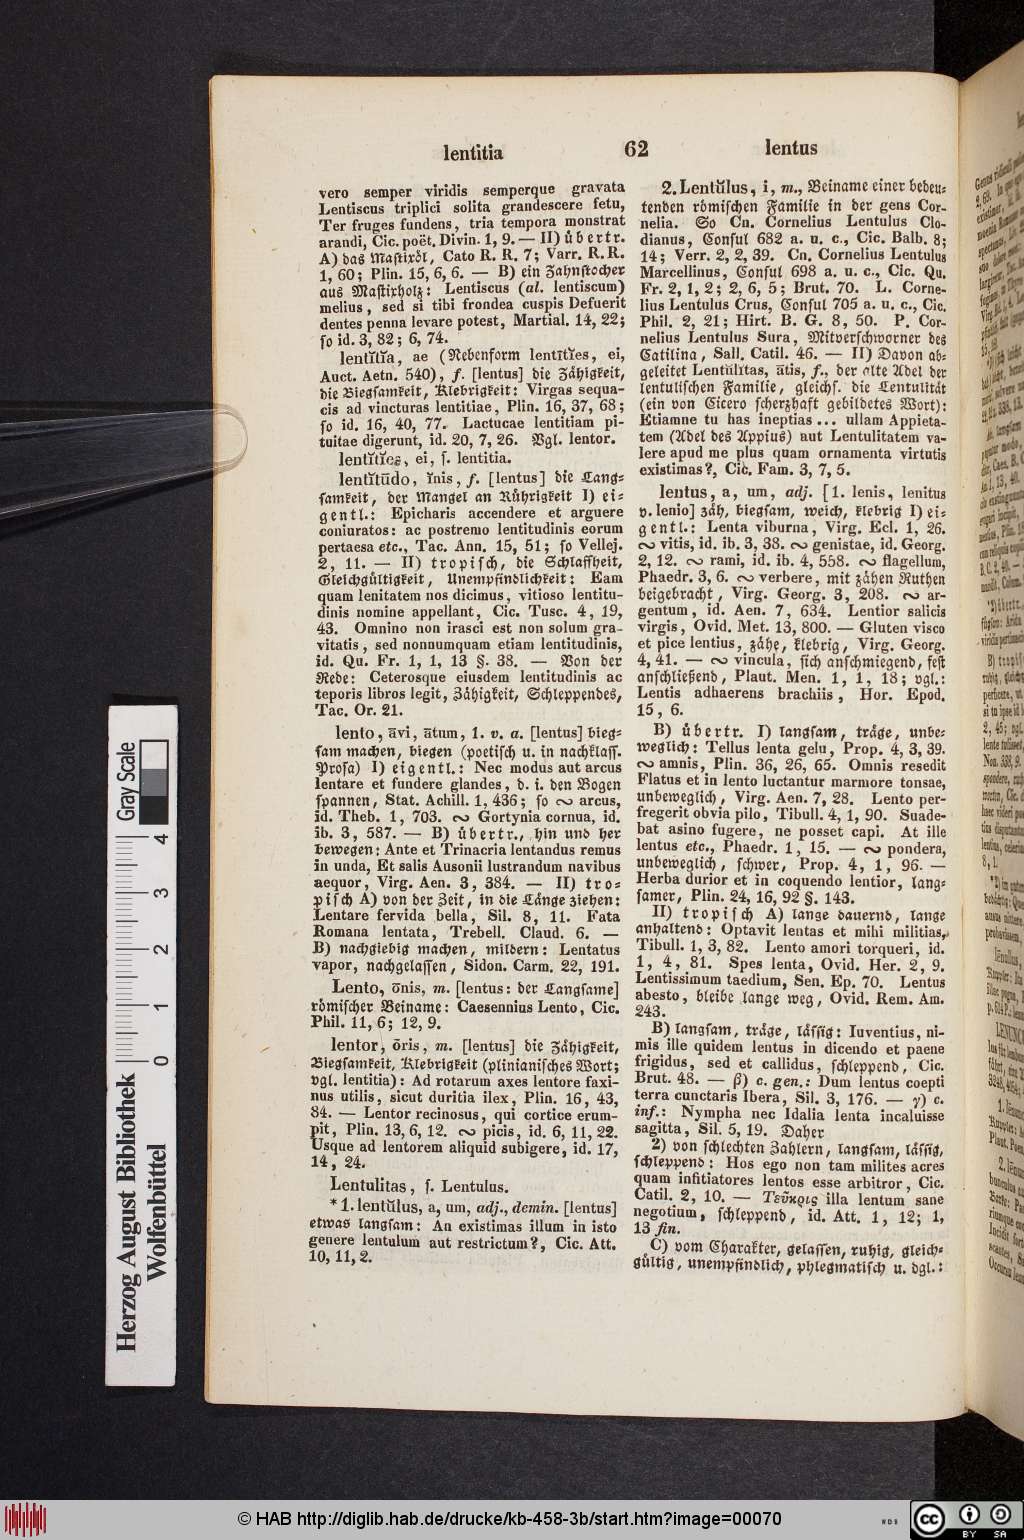 lentitia 62 lentus
vero semper viridis semperque gravata
Lentiscus triplici solita grandescere fetu,
Ter fruges fundens, tria tempora monstrat
arandi, Cic. poët. Divin. 1, 9. — II) übertr.
A) das Mastixöl, Cato R. R. 7; Varr. R. R.
1, 60; Plin. 15, 6, 6. — B) ein Zahnstocher
aus Mastixholz: Lentiscus (al. lentiscum)
melius, sed si tibi frondea cuspis Defuerit
dentes penna levare potest, Martial. 14, 22;
so id. 3, 82; 6, 74.
lentĭtĭa, ae (Nebenform lentĭtĭes, ei,
Auct. Aetn. 540), f. [lentus] die Zähigkeit,
die Biegsamkeit, Klebrigkeit: Virgas sequa-
cis ad vincturas lentitiae, Plin. 16, 37, 68;
so id. 16, 40, 77. Lactucae lentitiam pi-
tuitae digerunt, id. 20, 7, 26. Vgl. lentor.
lentĭtĭes, ei, s. lentitia.
lentĭtūdo, ĭnis, f. [lentus] die Lang-
samkeit, der Mangel an Rührigkeit I) ei-
gentl.: Epicharis accendere et arguere
coniuratos: ac postremo lentitudinis eorum
pertaesa etc., Tac. Ann. 15, 51; so Vellej.
2, 11. — II) tropisch, die Schlaffheit,
Gleichgültigkeit, Unempfindlichkeit: Eam
quam lenitatem nos dicimus, vitioso lentitu-
dinis nomine appellant, Cic. Tusc. 4, 19,
43. Omnino non irasci est non solum gra-
vitatis, sed nonnumquam etiam lentitudinis,
id. Qu. Fr. 1, 1, 13 §. 38. — Von der
Rede: Ceterosque eiusdem lentitudinis ac
teporis libros legit, Zähigkeit, Schleppendes,
Tac. Or. 21.
lento, āvi, ātum, 1. v. a. [lentus] bieg-
sam machen, biegen (poetisch u. in nachklass.
Prosa) I) eigentl.: Nec modus aut arcus
lentare et fundere glandes, d. i. den Bogen
spannen, Stat. Achill. 1, 436; so ∾ arcus,
id. Theb. 1, 703. ∾ Gortynia cornua, id.
ib. 3, 587. — B) übertr., hin und her
bewegen: Ante et Trinacria lentandus remus
in unda, Et salis Ausonii lustrandum navibus
aequor, Virg. Aen. 3, 384. — II) tro-
pisch A) von der Zeit, in die Länge ziehen:
Lentare fervida bella, Sil. 8, 11. Fata
Romana lentata, Trebell. Claud. 6. —
B) nachgiebig machen, mildern: Lentatus
vapor, nachgelassen, Sidon. Carm. 22, 191.
Lento, ōnis, m. [lentus: der Langsame]
römischer Beiname: Caesennius Lento, Cic.
Phil. 11, 6; 12, 9.
lentor, ōris, m. [lentus] die Zähigkeit,
Biegsamkeit, Klebrigkeit (plinianisches Wort;
vgl. lentitia): Ad rotarum axes lentore faxi-
nus utilis, sicut duritia ilex, Plin. 16, 43,
84. — Lentor recinosus, qui cortice erum-
pit, Plin. 13, 6, 12. ∾ picis, id. 6, 11, 22.
Usque ad lentorem aliquid subigere, id. 17,
14, 24.
Lentulitas, s. Lentulus.
*1. lentŭlus, a, um, adj., demin. [lentus]
etwas langsam: An existimas illum in isto
genere lentulum aut restrictum?, Cic. Att.
10, 11, 2.
2. Lentŭlus, i, m., Beiname einer bedeu-
tenden römischen Familie in der gens Cor-
nelia. So Cn. Cornelius Lentulus Clo-
dianus, Consul 682 a. u. c., Cic. Balb. 8;
14; Verr. 2, 2, 39. Cn. Cornelius Lentulus
Marcellinus, Consul 698 a. u. c., Cic. Qu.
Fr. 2, 1, 2; 2, 6, 5; Brut. 70. L. Corne-
lius Lentulus Crus, Consul 705 a. u. c., Cic.
Phil. 2, 21; Hirt. B. G. 8, 50. P. Cor-
nelius Lentulus Sura, Mitverschworner des
Catilina, Sall. Catil. 46. — II) Davon ab-
geleitet Lentulitas, ātis, f., der alte Adel der
lentulischen Familie, gleichs. die Lentulität
(ein von Cicero scherzhaft gebildetes Wort):
Etiamne tu has ineptias... ullam Appieta-
tem (Adel des Appius) aut Lentulitatem va-
lere apud me plus quam ornamenta virtutis
existimas?, Cic. Fam. 3, 7, 5.
lentus, a, um, adj. [1. lenis, lenitus
v. lenio] zäh, biegsam, weich, klebrig I) ei-
gentl.: Lenta viburna, Virg. Ecl. 1, 26.
∾ vitis, id. ib. 3, 38. ∾ genistae, id. Georg.
2, 12. ∾ rami, id. ib. 4, 558. ∾ flagellum,
Phaedr. 3, 6. ∾ verbere, mit zähen Ruthen
beigebracht, Virg. Georg. 3, 208. ∾ ar-
gentum, id. Aen. 7, 634. Lentior salicis
virgis, Ovid. Met. 13, 800. — Gluten visco
et pice lentius, zähe, klebrig, Virg. Georg.
4, 41. — ∾ vincula, sich anschmiegend, fest
anschließend, Plaut. Men. 1, 1, 18; vgl.:
Lentis adhaerens brachiis, Hor. Epod.
15, 6.
B) übertr. I) langsam, träge, unbe-
weglich: Tellus lenta gelu, Prop. 4, 3, 39.
∾ amnis, Plin. 36, 26, 65. Omnis resedit
Flatus et in lento luctantur marmore tonsae,
unbeweglich, Virg. Aen. 7, 28. Lento per-
fregerit obvia pilo, Tibull. 4, 1, 90. Suade-
bat asino fugere, ne posset capi. At ille
lentus etc., Phaedr. 1, 15. — ∾ pondera,
unbeweglich, schwer, Prop. 4, 1, 96. —
Herba durior et in coquendo lentior, lang-
samer, Plin. 24, 16, 92 §. 143.
II) tropisch A) lange dauernd, lange
anhaltend: Optavit lentas et mihi militias,
Tibull. 1, 3, 82. Lento amori torqueri, id.
1, 4, 81. Spes lenta, Ovid. Her. 2, 9.
Lentissimum taedium, Sen. Ep. 70. Lentus
abesto, bleibe lange weg, Ovid. Rem. Am.
243.
B) langsam, träge, lässig: Iuventius, ni-
mis ille quidem lentus in dicendo et paene
frigidus, sed et callidus, schleppend, Cic.
Brut. 48. — β) c. gen.: Dum lentus coepti
terra cunctaris Ibera, Sil. 3, 176. — γ) c.
inf.: Nympha nec Idalia lenta incaluisse
sagitta, Sil. 5, 19. Daher
2) von schlechten Zahlern, langsam, lässig,
schleppend: Hos ego non tam milites acres
quam infitiatores lentos esse arbitror, Cic.
Catil. 2, 10. — Τεῦκρις illa lentum sane
negotium, schleppend, id. Att. 1, 12; 1,
13 fin.
C) vom Charakter, gelassen, ruhig, gleich-
gültig, unempfindlich, phlegmatisch u. dgl.:
Gray Scale
0 1 2 3 4
Herzog August Bibliothek
Wolfenbüttel
© HAB http://diglib.hab.de/drucke/kb-458-3b/start.htm?image=00070
WDB
cc BY SA